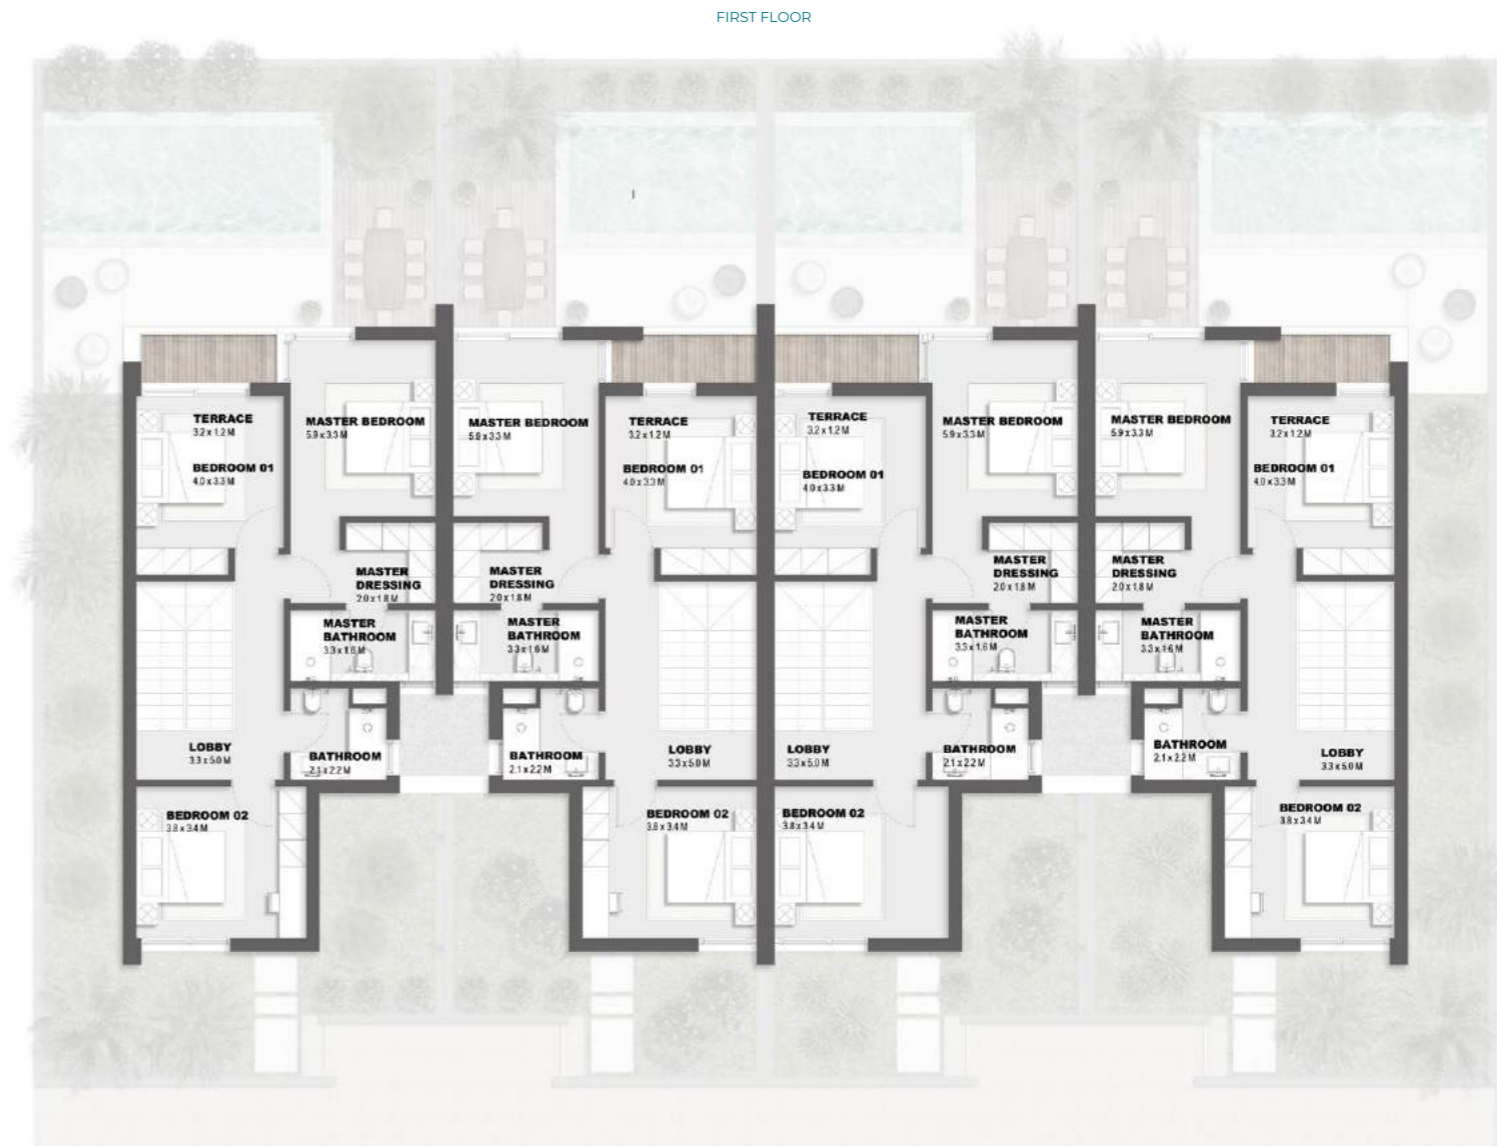 FIRST FLOOR
TERRACE
3.2 x 1.2 M
BEDROOM 01
4.0 x 3.3 M
MASTER BEDROOM
5.9 x 3.3 M
MASTER
DRESSING
2.0 x 1.8 M
MASTER
BATHROOM
3.3 x 1.6 M
LOBBY
3.3 x 5.0 M
BATHROOM
2.1 x 2.2 M
BEDROOM 02
3.8 x 3.4 M
MASTER BEDROOM
5.9 x 3.3 M
TERRACE
3.2 x 1.2 M
BEDROOM 01
4.0 x 3.3 M
MASTER
DRESSING
2.0 x 1.8 M
MASTER
BATHROOM
3.3 x 1.6 M
BATHROOM
2.1 x 2.2 M
LOBBY
3.3 x 5.0 M
BEDROOM 02
3.8 x 3.4 M
TERRACE
3.2 x 1.2 M
BEDROOM 01
4.0 x 3.3 M
MASTER BEDROOM
5.9 x 3.3 M
MASTER
DRESSING
2.0 x 1.8 M
MASTER
BATHROOM
3.3 x 1.6 M
LOBBY
3.3 x 5.0 M
BATHROOM
2.1 x 2.2 M
BEDROOM 02
3.8 x 3.4 M
MASTER BEDROOM
5.9 x 3.3 M
TERRACE
3.2 x 1.2 M
BEDROOM 01
4.0 x 3.3 M
MASTER
DRESSING
2.0 x 1.8 M
MASTER
BATHROOM
3.3 x 1.6 M
BATHROOM
2.1 x 2.2 M
LOBBY
3.3 x 5.0 M
BEDROOM 02
3.8 x 3.4 M